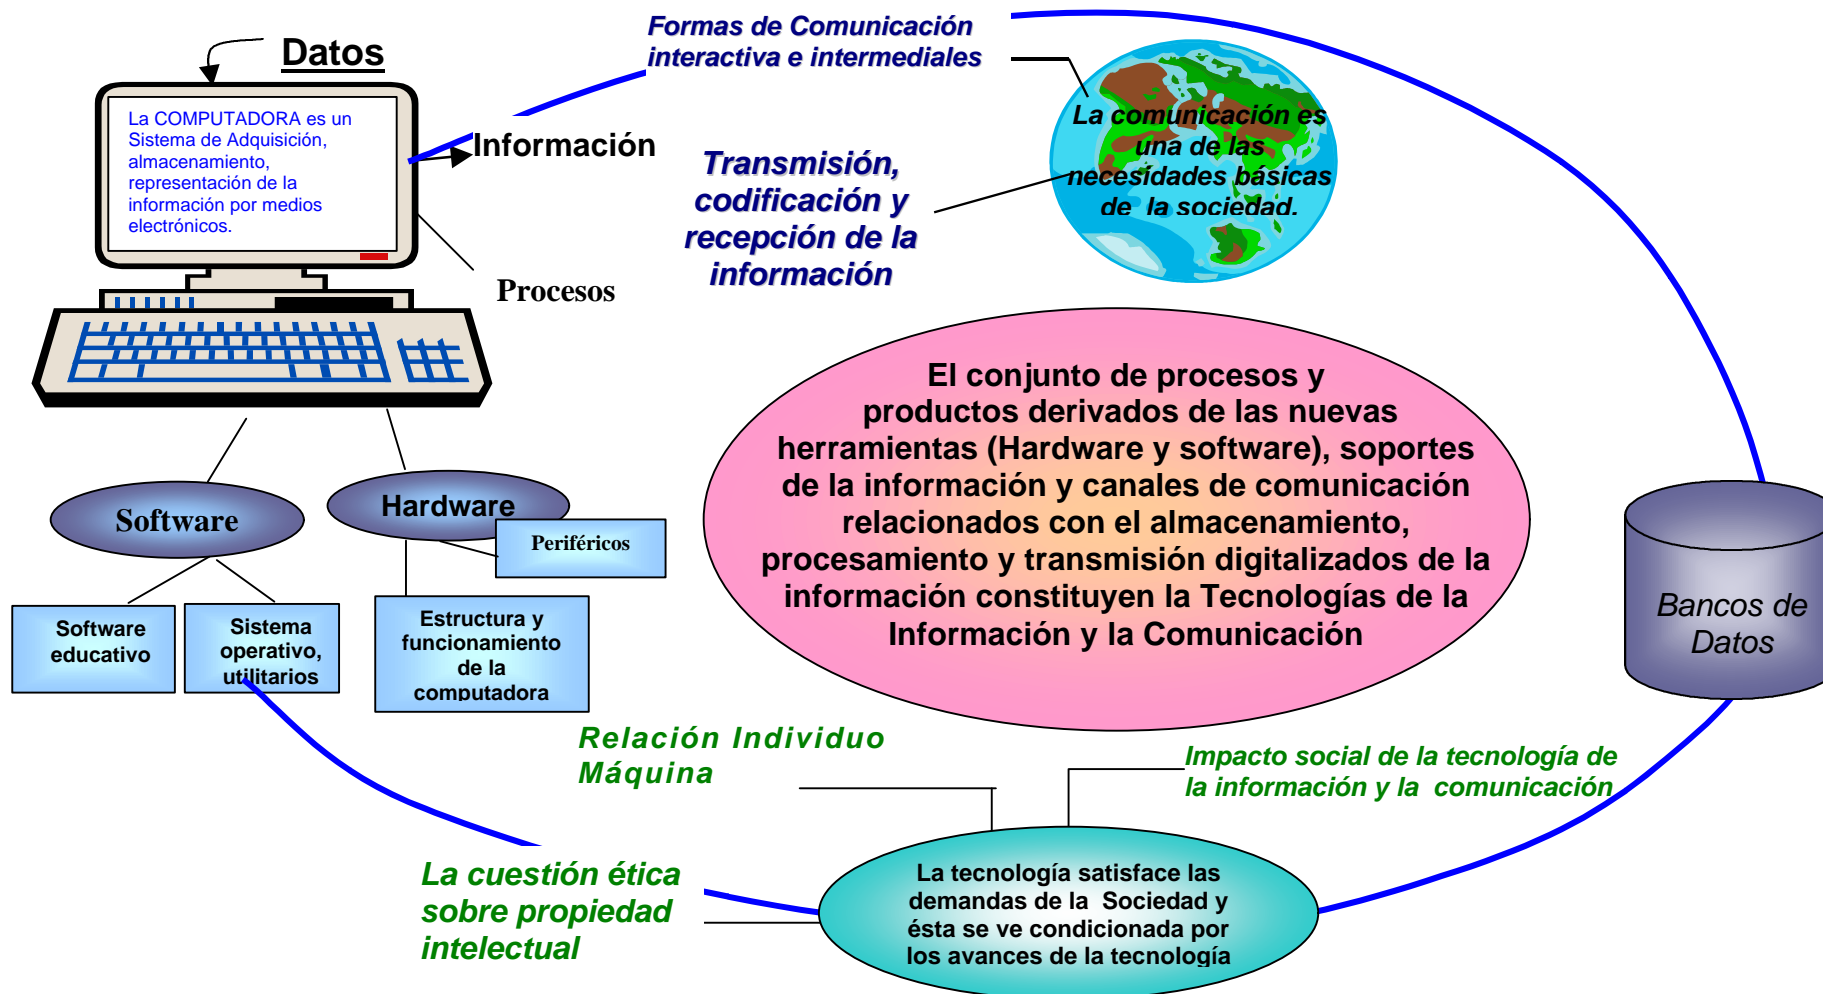 Formas de Comunicación
interactiva e intermediales
Datos
La COMPUTADORA es un
Sistema de Adquisición,
almacenamiento,
representación de la
información por medios
electrónicos.
Información
Procesos
Transmisión,
codificación y
recepción de la
información
La comunicación es
una de las
necesidades básicas
de la sociedad.
El conjunto de procesos y
productos derivados de las nuevas
herramientas (Hardware y software), soportes
de la información y canales de comunicación
relacionados con el almacenamiento,
procesamiento y transmisión digitalizados de la
información constituyen la Tecnologías de la
Información y la Comunicación
Software
Hardware
Periféricos
Software
educativo
Sistema
operativo,
utilitarios
Estructura y
funcionamiento
de la
computadora
Bancos de
Datos
Relación Individuo
Máquina
Impacto social de la tecnología de
la información y la comunicación
La cuestión ética
sobre propiedad
intelectual
La tecnología satisface las
demandas de la Sociedad y
ésta se ve condicionada por
los avances de la tecnología